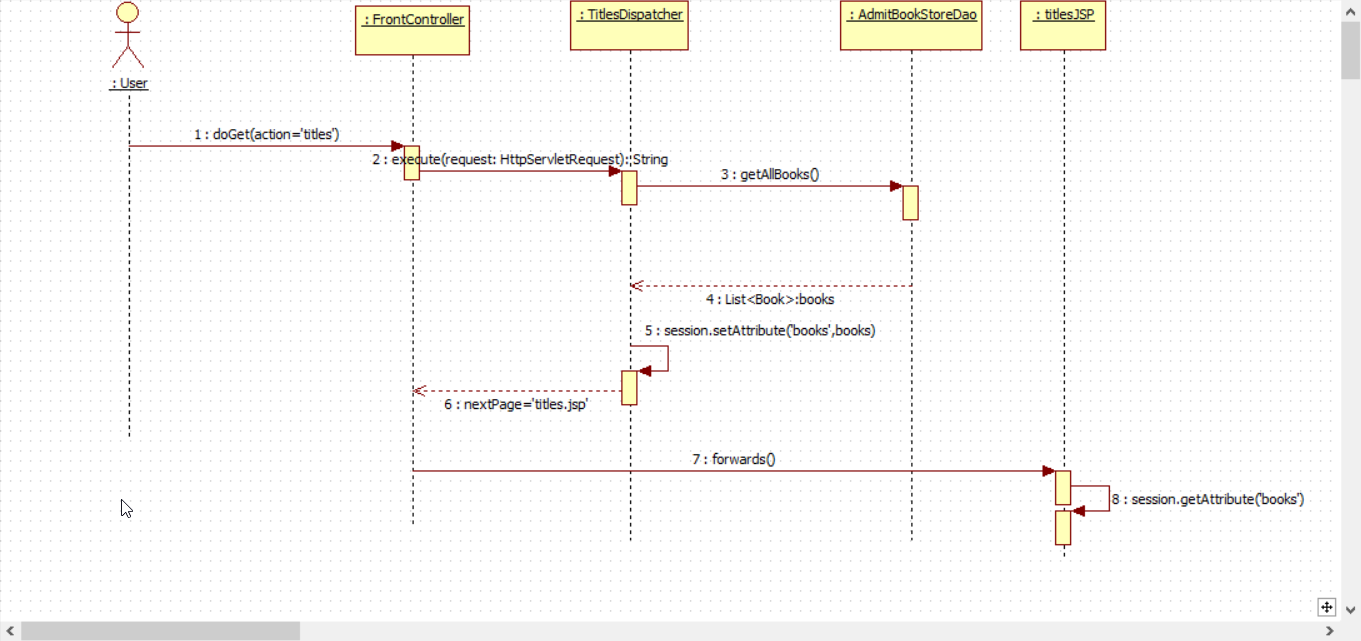 : FrontController
: TitlesDispatcher
: AdmitBookStoreDao
: titlesJSP
: User
1 : doGet(action='titles')
2 : execute(request: HttpServletRequest): String
3 : getAllBooks()
4 : List<Book>:books
5 : session.setAttribute('books',books)
6 : nextPage='titles.jsp'
7 : forwards()
8 : session.getAttribute('books')